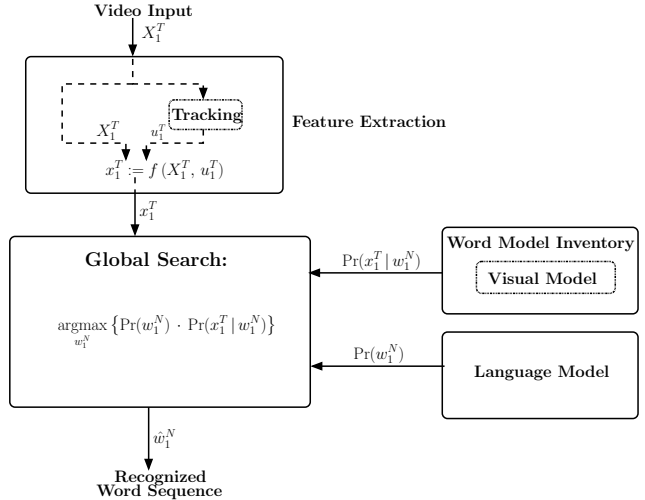 Video Input
X_1^T
Tracking
Feature Extraction
X_1^T
u_1^T
x_1^T := f (X_1^T, u_1^T)
x_1^T
Global Search:
argmax {Pr(w_1^N) · Pr(x_1^T | w_1^N)}
w_1^N
Pr(x_1^T | w_1^N)
Word Model Inventory
Visual Model
Pr(w_1^N)
Language Model
ŵ_1^N
Recognized
Word Sequence